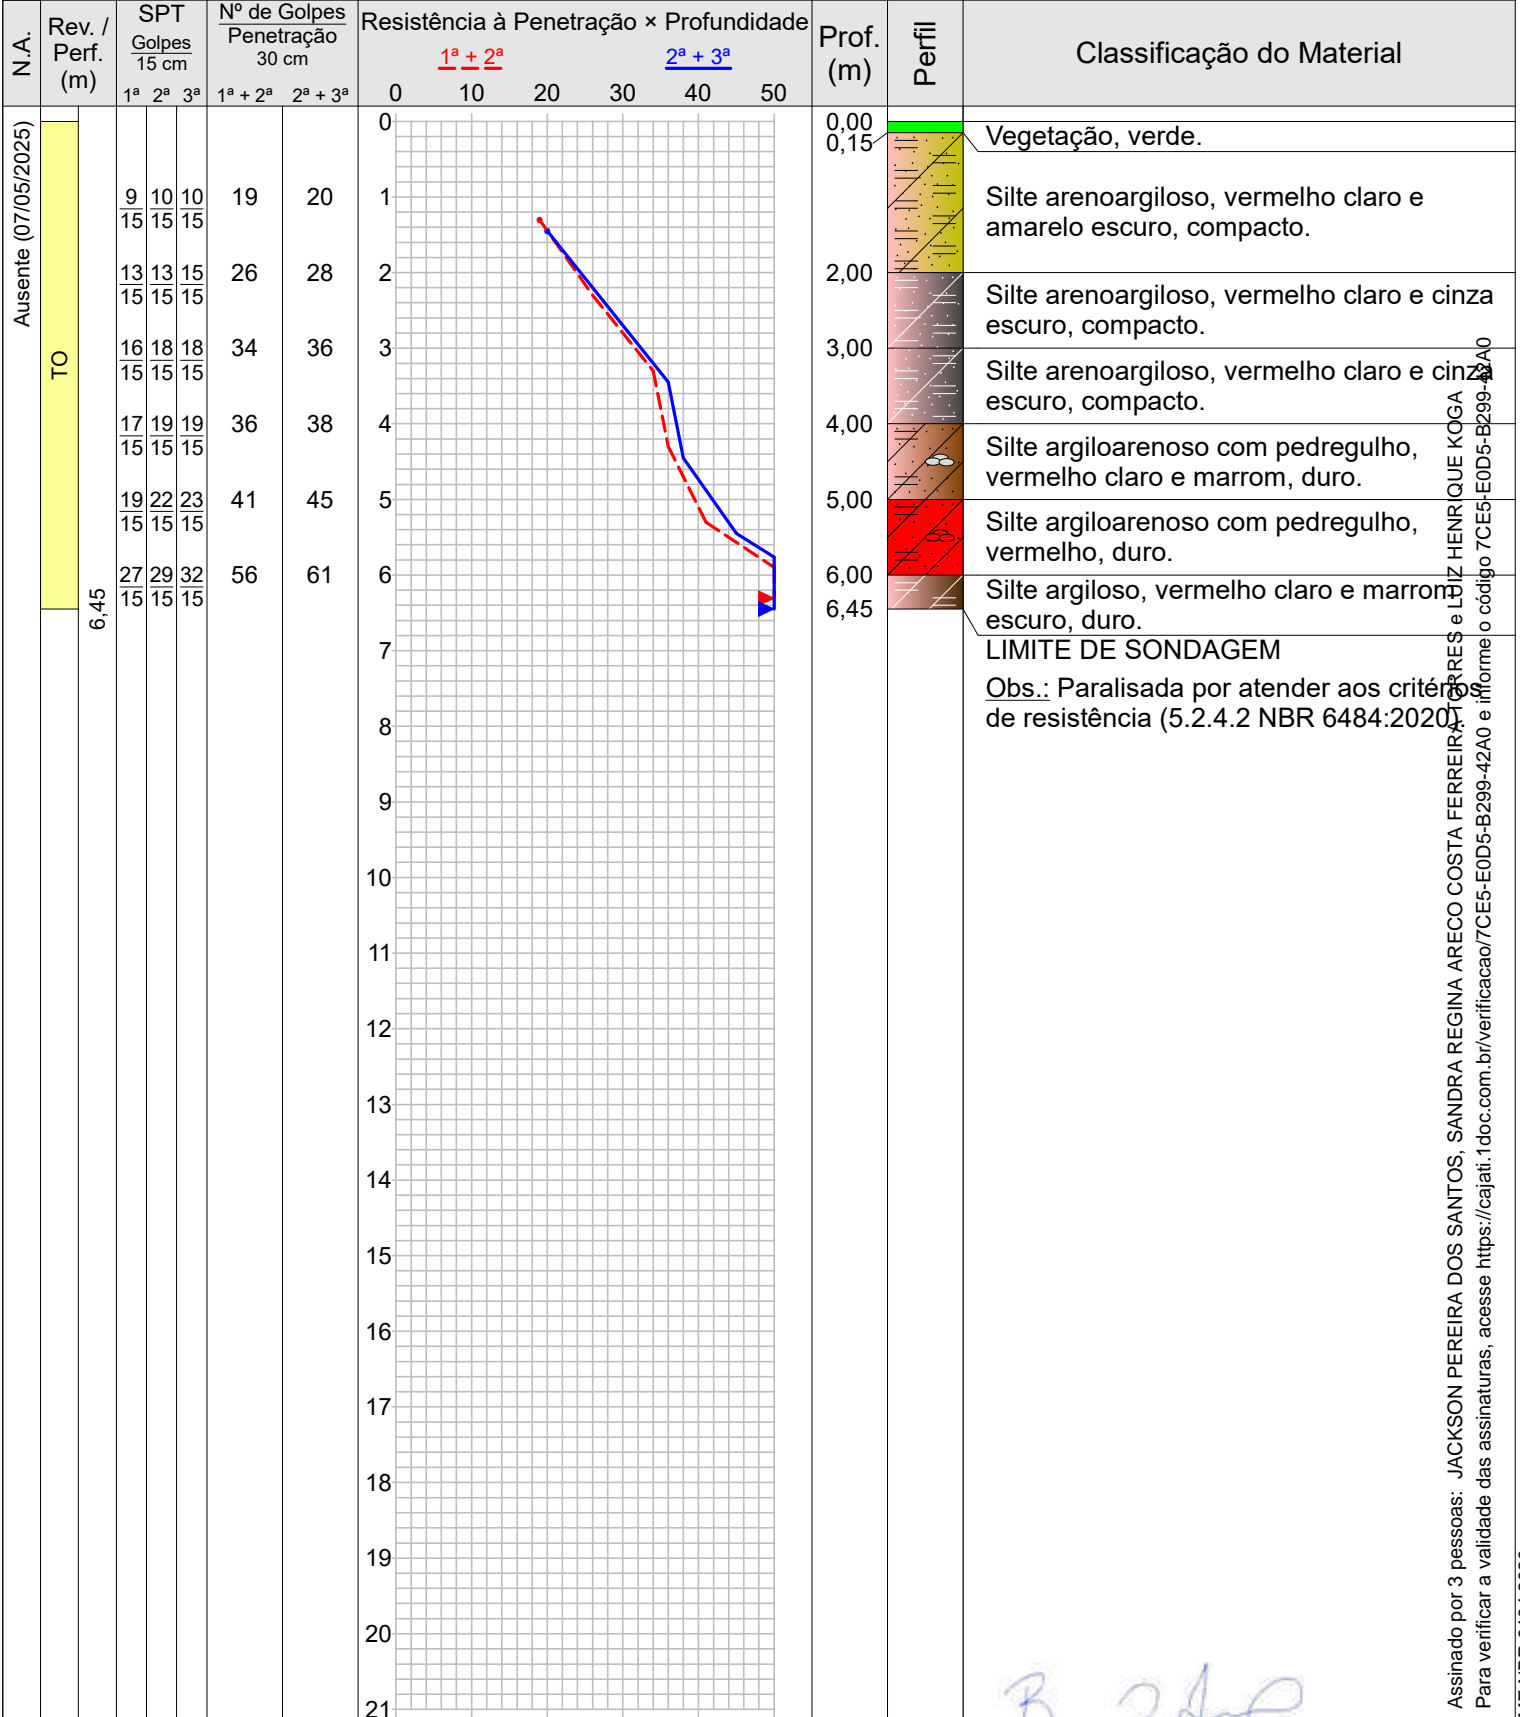 N.A.
Rev. /
Perf.
(m)
SPT
Golpes
15 cm
1ª 2ª 3ª
Nº de Golpes
Penetração
30 cm
1ª + 2ª 2ª + 3ª
Resistência à Penetração × Profundidade
1ª + 2ª 2ª + 3ª
0 10 20 30 40 50
Prof.
(m)
Perfil
Classificação do Material
Ausente (07/05/2025)
TO
6,45
9 10 10 19 20
15 15 15
13 13 15 26 28
15 15 15
16 18 18 34 36
15 15 15
17 19 19 36 38
15 15 15
19 22 23 41 45
15 15 15
27 29 32 56 61
15 15 15
0
1
2
3
4
5
6
7
8
9
10
11
12
13
14
15
16
17
18
19
20
21
0,00
0,15
2,00
3,00
4,00
5,00
6,00
6,45
Vegetação, verde.
Silte arenoargiloso, vermelho claro e
amarelo escuro, compacto.
Silte arenoargiloso, vermelho claro e cinza
escuro, compacto.
Silte arenoargiloso, vermelho claro e cinza
escuro, compacto.
Silte argiloarenoso com pedregulho,
vermelho claro e marrom, duro.
Silte argiloarenoso com pedregulho,
vermelho, duro.
Silte argiloso, vermelho claro e marrom
escuro, duro.
LIMITE DE SONDAGEM
Obs.: Paralisada por atender aos critérios
de resistência (5.2.4.2 NBR 6484:2020).
Assinado por 3 pessoas: JACKSON PEREIRA DOS SANTOS, SANDRA REGINA ARECO COSTA FERREIRA TORRES e LUIZ HENRIQUE KOGA
Para verificar a validade das assinaturas, acesse https://cajati.1doc.com.br/verificacao/7CE5-E0D5-B299-42A0 e informe o código 7CE5-E0D5-B299-42A0